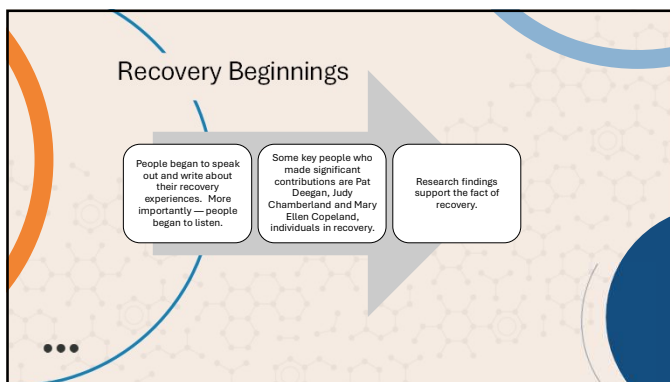 Recovery Beginnings
People began to speak
out and write about
their recovery
experiences. More
importantly — people
began to listen.
Some key people who
made significant
contributions are Pat
Deegan, Judy
Chamberland and Mary
Ellen Copeland,
individuals in recovery.
Research findings
support the fact of
recovery.